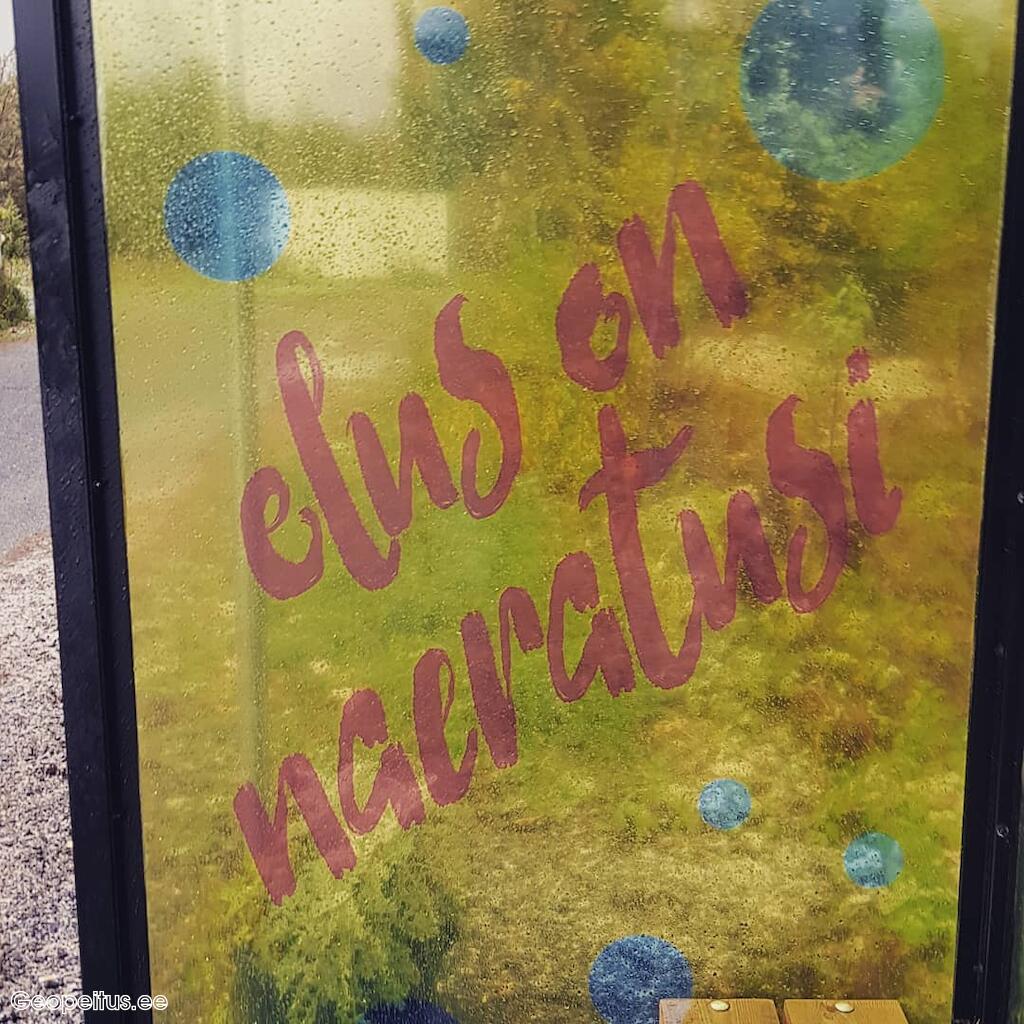 elus on
naeratusi
Geopeitus.ee